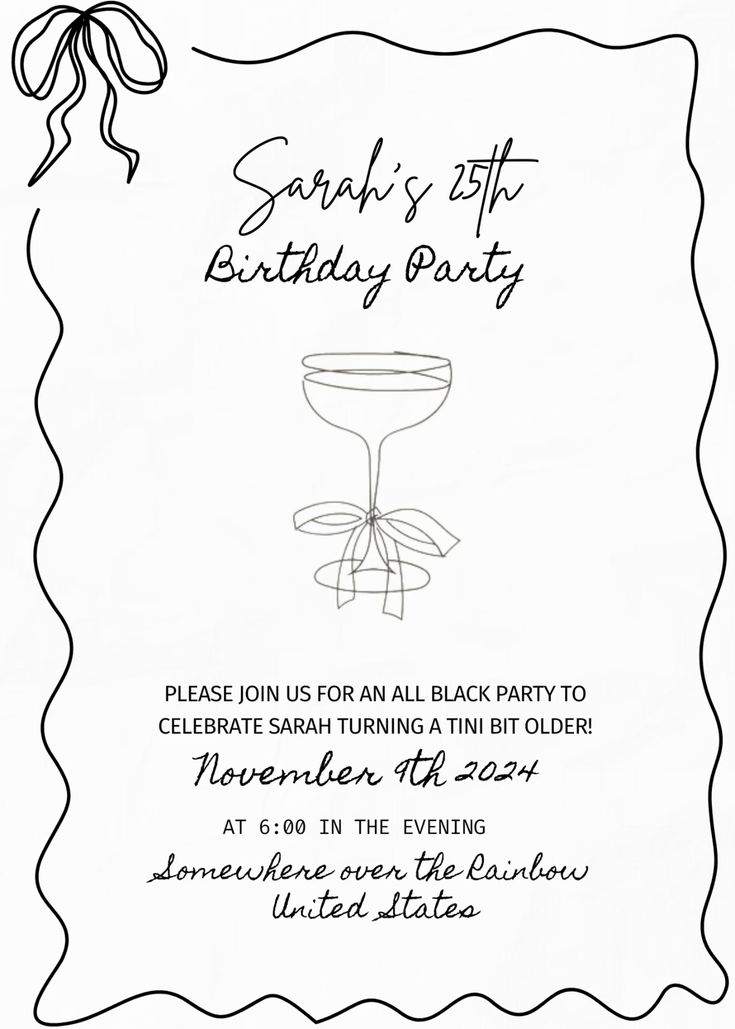 Sarah's 25th
Birthday Party
PLEASE JOIN US FOR AN ALL BLACK PARTY TO
CELEBRATE SARAH TURNING A TINI BIT OLDER!
November 9th 2024
AT 6:00 IN THE EVENING
Somewhere over the Rainbow
United States